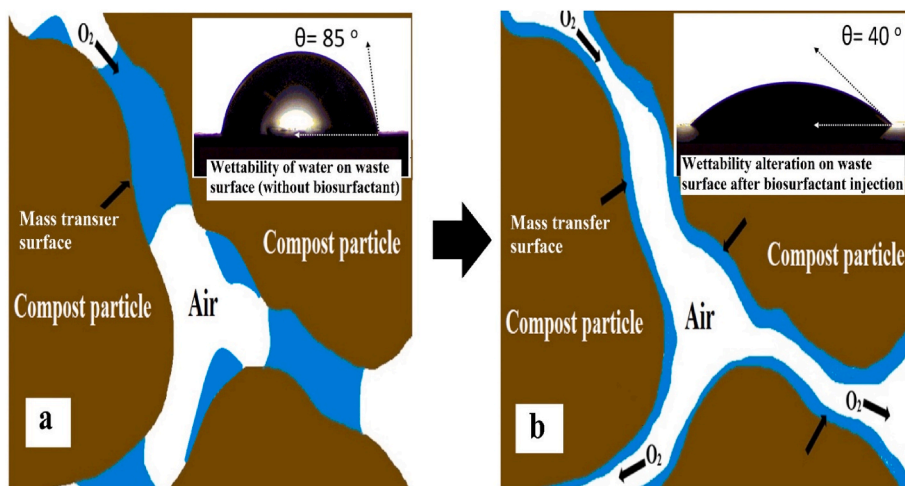 O₂
θ= 85 °
Wettability of water on waste
surface (without biosurfactant)
Mass transfer
surface
Compost particle
Compost particle
Air
a
O₂
θ= 40 °
Wettability alteration on waste
surface after biosurfactant injection
Mass transfer
surface
Compost particle
Compost particle
Air
O₂
O₂
b